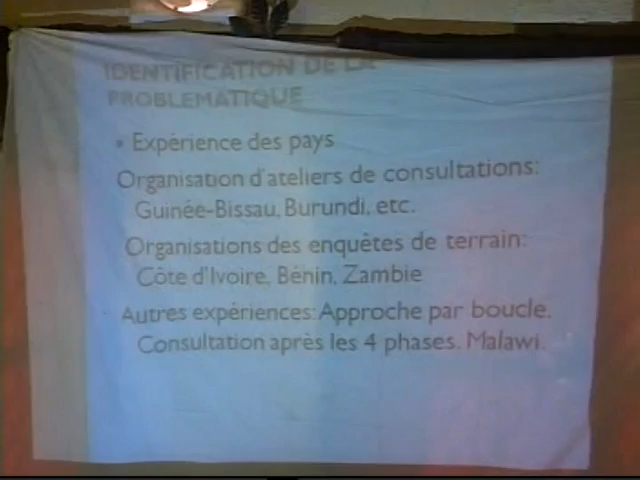 IDENTIFICATION DE LA
PROBLEMATIQUE
• Expérience des pays
Organisation d'ateliers de consultations:
Guinée-Bissau, Burundi, etc.
Organisations des enquêtes de terrain:
Côte d'Ivoire, Bénin, Zambie
Autres expériences: Approche par boucle.
Consultation après les 4 phases. Malawi.